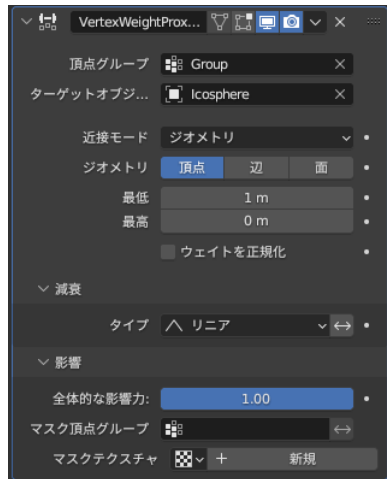 VertexWeightProx...
頂点グループ Group
ターゲットオブジ... Icosphere
近接モード ジオメトリ
ジオメトリ 頂点 辺 面
最低 1 m
最高 0 m
ウェイトを正規化
減衰
タイプ リニア
影響
全体的な影響力: 1.00
マスク頂点グループ
マスクテクスチャ 新規